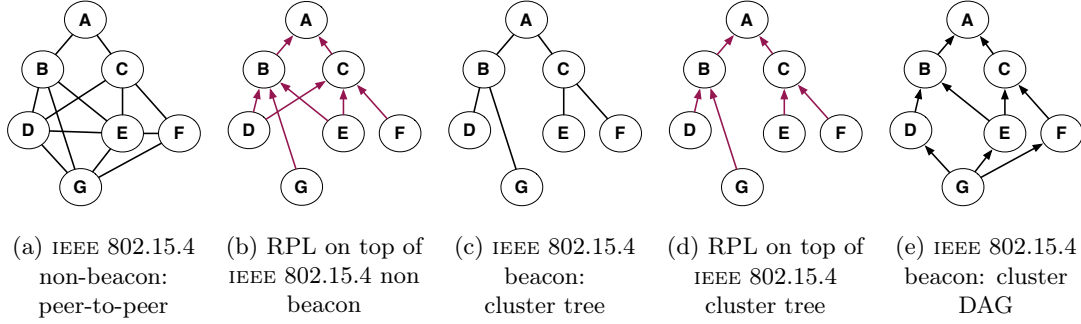 A
B
C
D
E
F
G
A
B
C
D
E
F
G
A
B
C
D
E
F
G
A
B
C
D
E
F
G
A
B
C
D
E
F
G
(a) IEEE 802.15.4
non-beacon:
peer-to-peer
(b) RPL on top of
IEEE 802.15.4 non
beacon
(c) IEEE 802.15.4
beacon:
cluster tree
(d) RPL on top of
IEEE 802.15.4
cluster tree
(e) IEEE 802.15.4
beacon: cluster
DAG